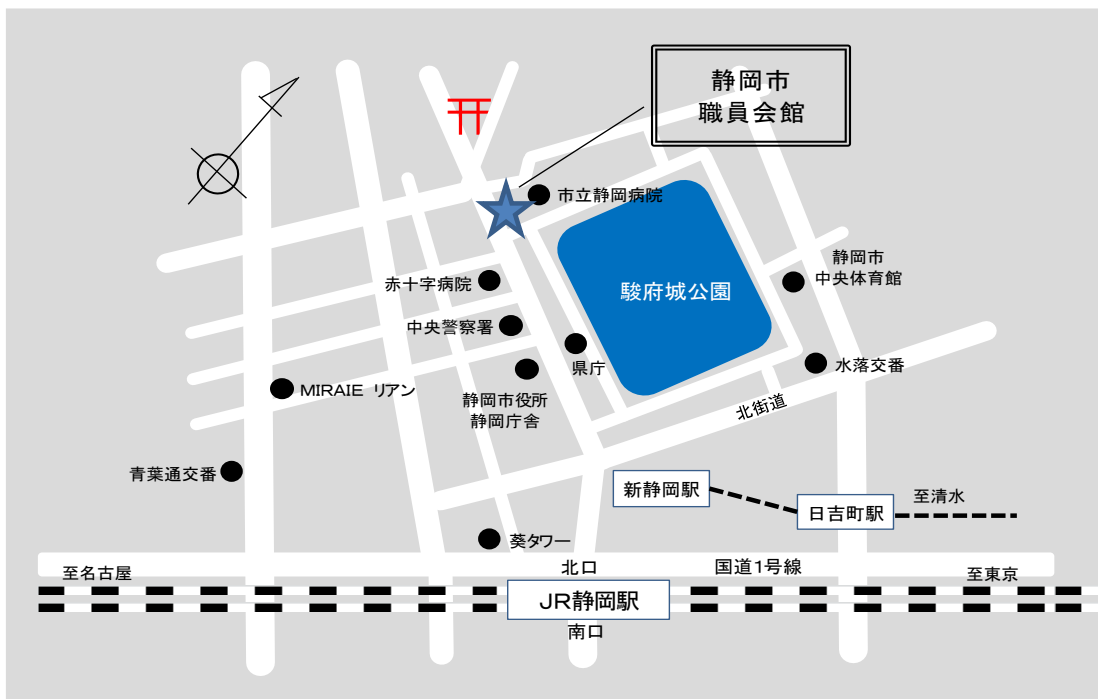 静岡市
職員会館
市立静岡病院
静岡市
中央体育館
赤十字病院
駿府城公園
中央警察署
県庁
水落交番
静岡市役所
静岡庁舎
MIRAIE リアン
北街道
青葉通交番
新静岡駅
至清水
日吉町駅
葵タワー
北口
国道1号線
至名古屋
至東京
JR静岡駅
南口